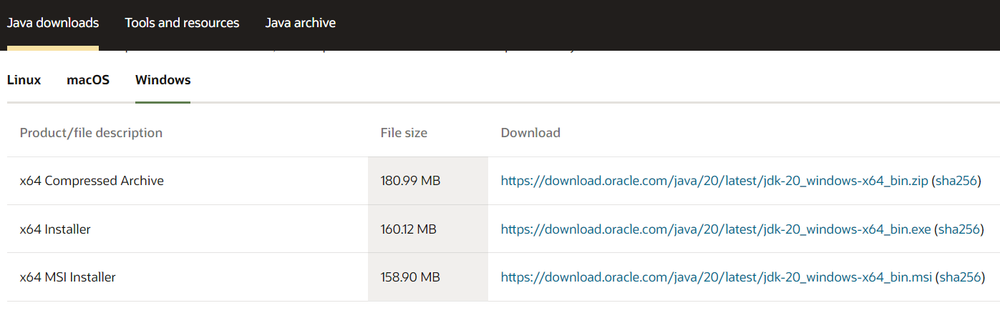 Java downloads Tools and resources Java archive
Linux macOS Windows
Product/file description File size Download
x64 Compressed Archive 180.99 MB https://download.oracle.com/java/20/latest/jdk-20_windows-x64_bin.zip (sha256)
x64 Installer 160.12 MB https://download.oracle.com/java/20/latest/jdk-20_windows-x64_bin.exe (sha256)
x64 MSI Installer 158.90 MB https://download.oracle.com/java/20/latest/jdk-20_windows-x64_bin.msi (sha256)